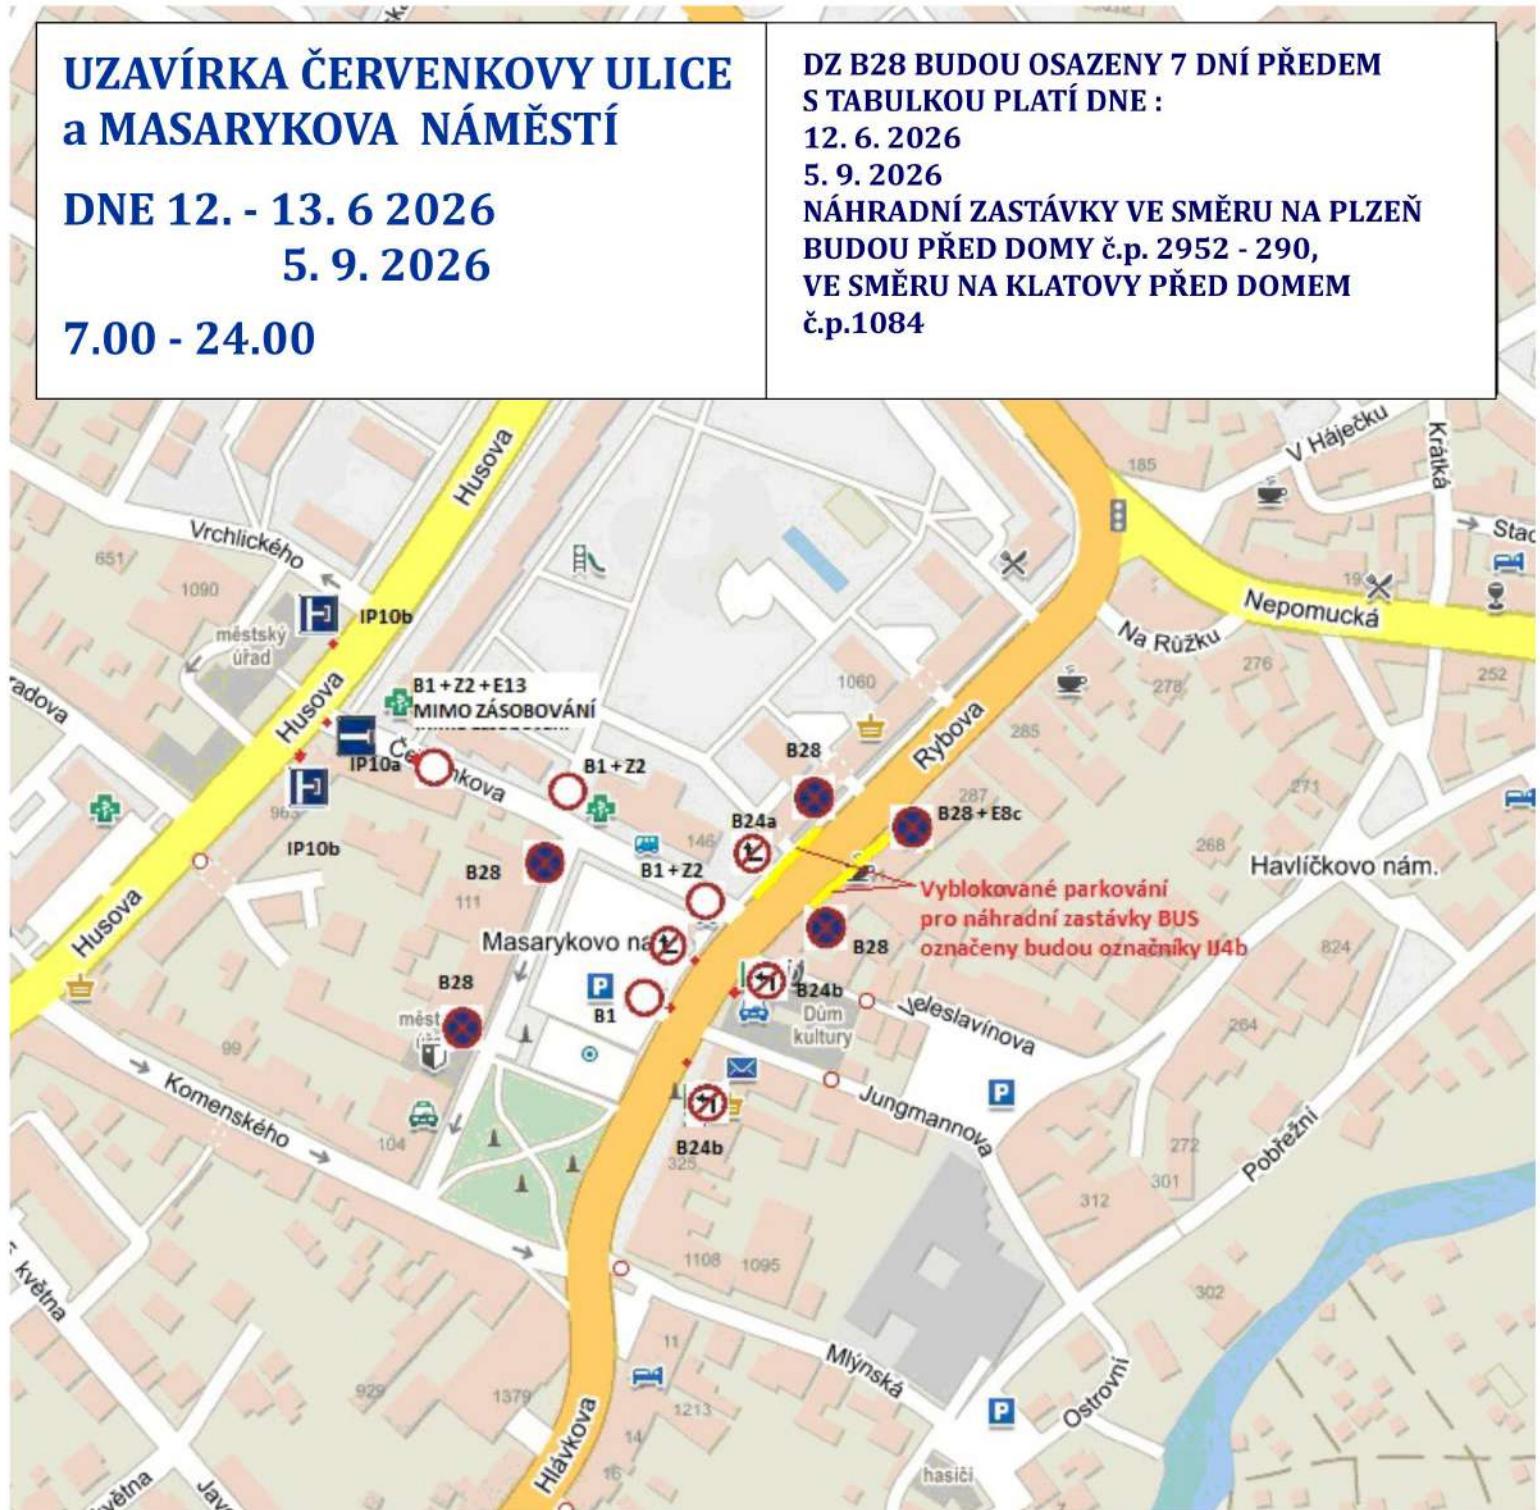 UZAVÍRKA ČERVENKOVY ULICE
a MASARYKOVA NÁMĚSTÍ
DNE 12. - 13. 6 2026
5. 9. 2026
7.00 - 24.00
DZ B28 BUDOU OSAZENY 7 DNÍ PŘEDEM
S TABULKOU PLATÍ DNE :
12. 6. 2026
5. 9. 2026
NÁHRADNÍ ZASTÁVKY VE SMĚRU NA PLZEŇ
BUDOU PŘED DOMY č.p. 2952 - 290,
VE SMĚRU NA KLATOVY PŘED DOMEM
č.p.1084
Husova
V Háječku
Krátká
185
Vrchlického
651
1090
IP10b
městský
úřad
Nepomucká
Na Růžku
276
278
252
1060
Husova
B1 + Z2 + E13
MIMO ZÁSOBOVÁNÍ
IP10a
nkova
B1 + Z2
B28
Rybova
285
287
271
B28 + E8c
IP10b
B24a
146
B1 + Z2
B28
111
268
Havlíčkovo nám.
Vyblokované parkování
pro náhradní zastávky BUS
označeny budou označníky IJ4b
Husova
Masarykovo ná
B28
824
B28
P
B1
B24b
Dům
kultury
Veleslavínova
264
měst
99
Komenského
104
P
Jungmannova
B24b
325
272
301
312
Pobřežní
1108
1095
302
května
11
Mlýnská
929
1379
1213
14
16
Hlávkova
P
Ostrovní
hasiči
května